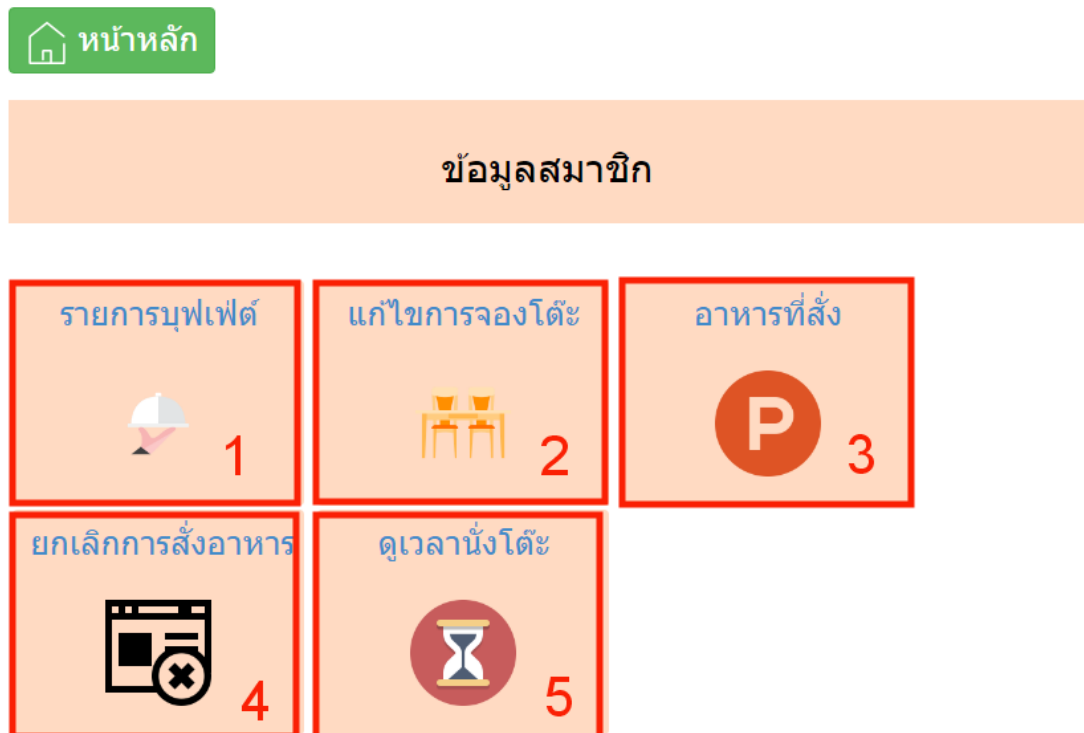 หน้าหลัก
ข้อมูลสมาชิก
รายการบุฟเฟ่ต์
แก้ไขการจองโต๊ะ
อาหารที่สั่ง
1
2
P
3
ยกเลิกการสั่งอาหาร
ดูเวลานั่งโต๊ะ
4
5